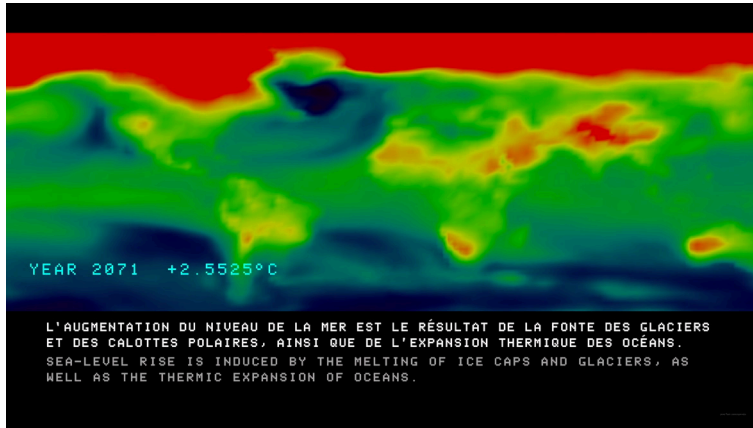 YEAR 2071 +2.5525°C
L'AUGMENTATION DU NIVEAU DE LA MER EST LE RÉSULTAT DE LA FONTE DES GLACIERS
ET DES CALOTTES POLAIRES, AINSI QUE DE L'EXPANSION THERMIQUE DES OCÉANS.
SEA-LEVEL RISE IS INDUCED BY THE MELTING OF ICE CAPS AND GLACIERS, AS
WELL AS THE THERMIC EXPANSION OF OCEANS.